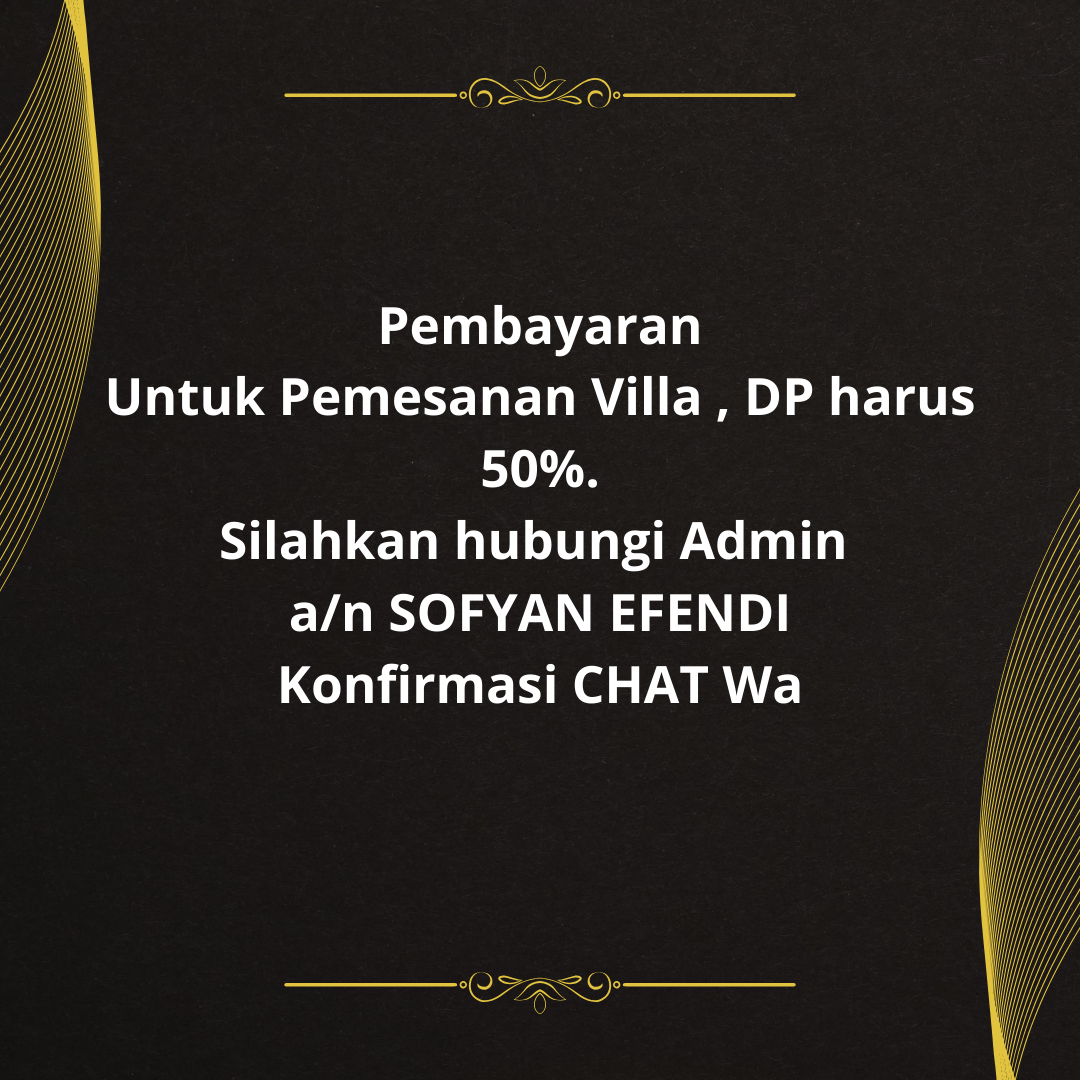 Pembayaran
Untuk Pemesanan Villa , DP harus
50%.
Silahkan hubungi Admin
a/n SOFYAN EFENDI
Konfirmasi CHAT Wa